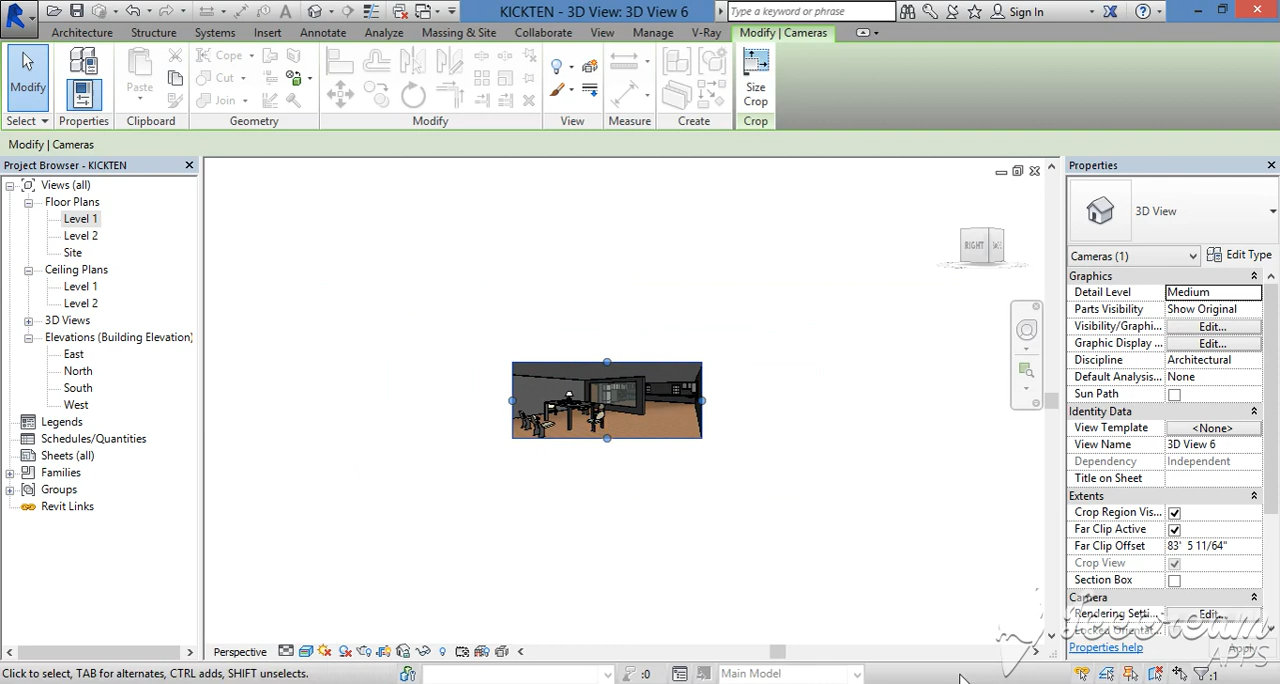 KICKTEN - 3D View: 3D View 6
Type a keyword or phrase
Sign In
Architecture Structure Systems Insert Annotate Analyze Massing & Site Collaborate View Manage V-Ray Modify | Cameras
Modify
Paste
Cope
Cut
Join
Size
Crop
Select Properties Clipboard Geometry Modify View Measure Create Crop
Modify | Cameras
Project Browser - KICKTEN
Views (all)
Floor Plans
Level 1
Level 2
Site
Ceiling Plans
Level 1
Level 2
3D Views
Elevations (Building Elevation)
East
North
South
West
Legends
Schedules/Quantities
Sheets (all)
Families
Groups
Revit Links
RIGHT
Properties
3D View
Cameras (1) Edit Type
Graphics
Detail Level Medium
Parts Visibility Show Original
Visibility/Graphi... Edit...
Graphic Display ... Edit...
Discipline Architectural
Default Analysis... None
Sun Path
Identity Data
View Template <None>
View Name 3D View 6
Dependency Independent
Title on Sheet
Extents
Crop Region Vis...
Far Clip Active
Far Clip Offset 83' 5 11/64"
Crop View
Section Box
Camera
Rendering Setti... Edit...
Locked Orientat...
Properties help Apply
Perspective
Click to select, TAB for alternates, CTRL adds, SHIFT unselects.
:0
Main Model
:1
APPS